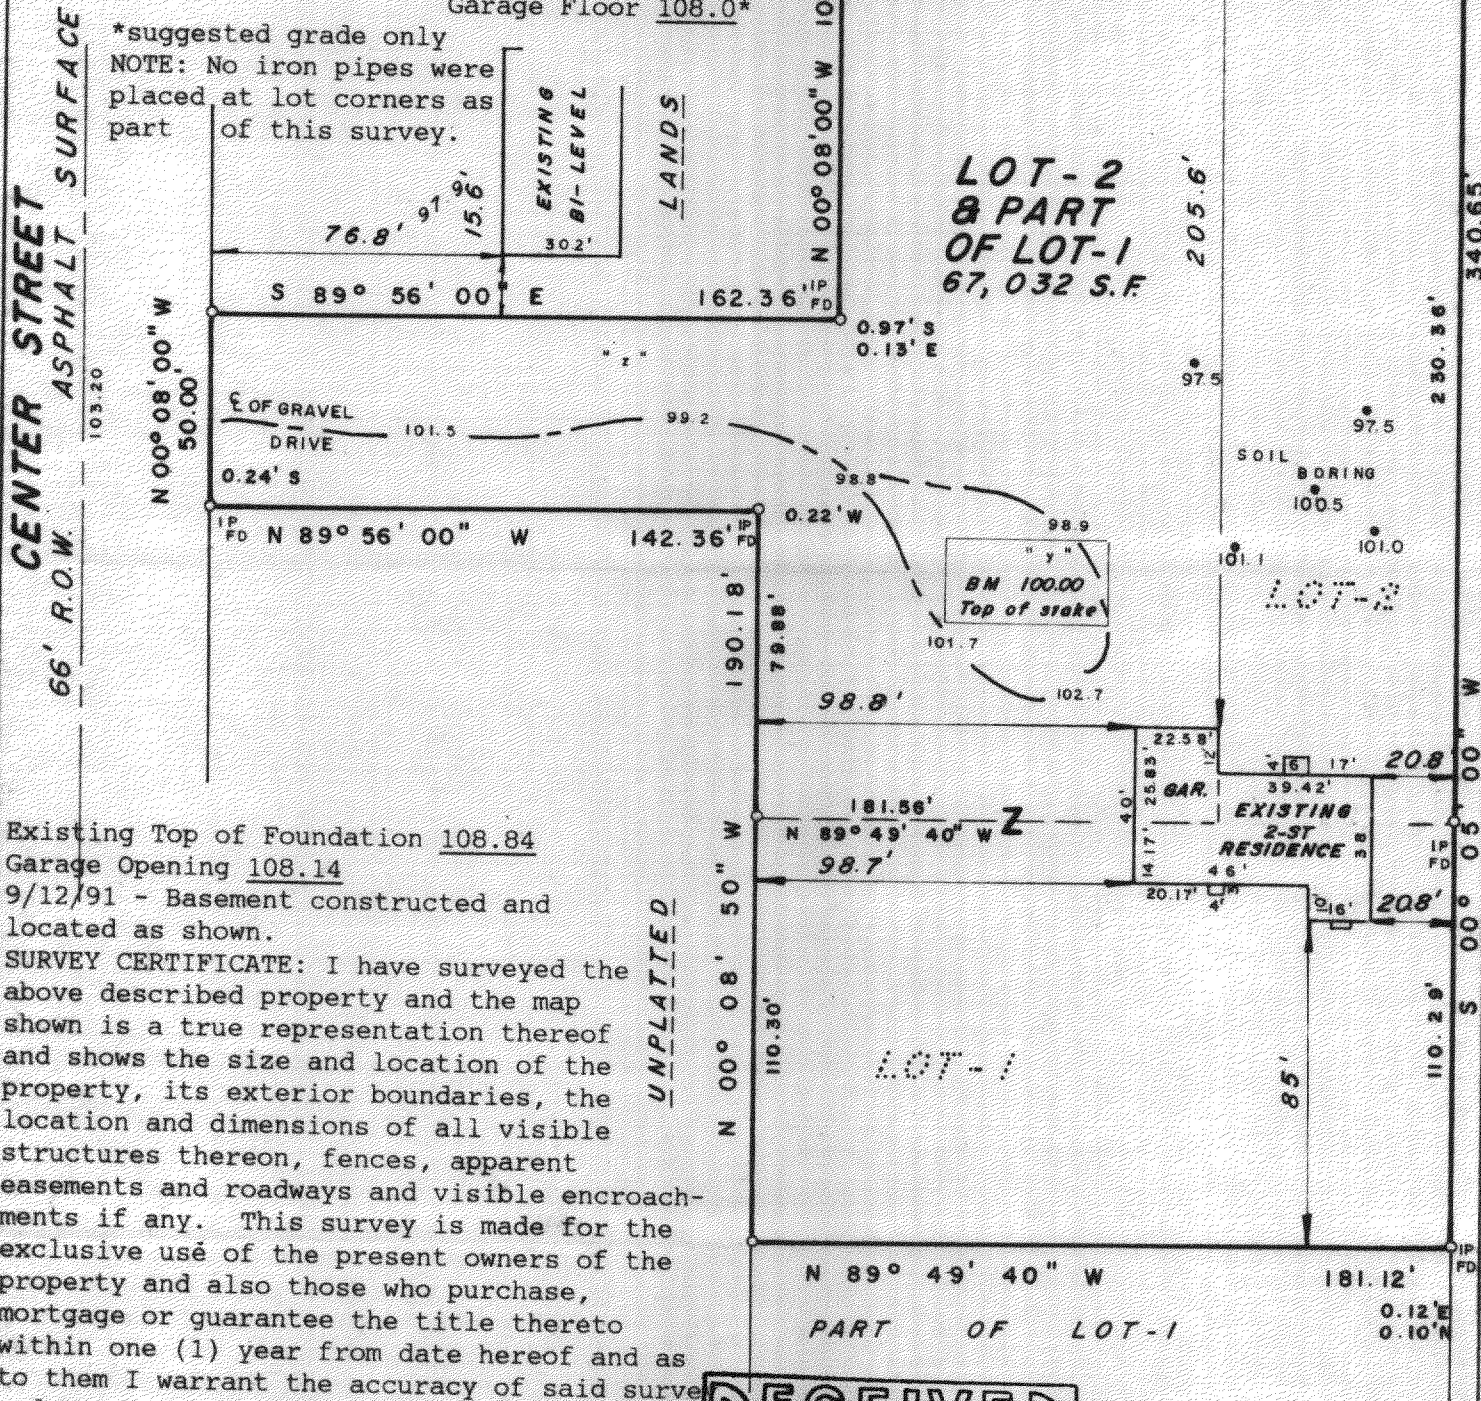 Garage Floor 108.0*
*suggested grade only
NOTE: No iron pipes were
placed at lot corners as
part of this survey.
CENTER STREET
ASPHALT SURFACE
66' R.O.W.
103.20
EXISTING
BI-LEVEL
302'
LANDS
76.8'
97.9
15.6'
S 89° 56' 00" E 162.36'
IP
FD
N 00° 08' 00" W
0.97' S
0.13' E
LOT-2
& PART
OF LOT-1
67,032 S.F.
205.6'
340.65'
230.36'
N 00° 08' 00" W
50.00'
"z"
℄ OF GRAVEL
DRIVE
101.5
99.2
98.8
98.9
0.24' S
IP
FD
N 89° 56' 00" W 142.36'
IP
FD
0.22' W
97.5
97.5
SOIL
BORING
100.5
101.0
101.1
LOT-2
"y"
BM 100.00
Top of stake
101.7
102.7
190.18'
79.88'
98.8'
22.58'
12'
25.83'
GAR.
40'
14.17'
4'
6
17'
20.8'
39.42'
EXISTING
2-ST
RESIDENCE
38
181.56'
N 89° 49' 40" W
Z
98.7'
20.17'
4 6'
4'
3'
16'
20.8'
IP
FD
S 00° 05' 00" W
Existing Top of Foundation 108.84
Garage Opening 108.14
9/12/91 - Basement constructed and
located as shown.
SURVEY CERTIFICATE: I have surveyed the
above described property and the map
shown is a true representation thereof
and shows the size and location of the
property, its exterior boundaries, the
location and dimensions of all visible
structures thereon, fences, apparent
easements and roadways and visible encroach-
ments if any. This survey is made for the
exclusive use of the present owners of the
property and also those who purchase,
mortgage or guarantee the title thereto
within one (1) year from date hereof and as
to them I warrant the accuracy of said surve
UNPLATTED
N 00° 08' 50" W
110.30'
LOT-1
85'
110.29'
N 89° 49' 40" W 181.12'
IP
FD
0.12'E
0.10'N
PART OF LOT-1
RECEIVED